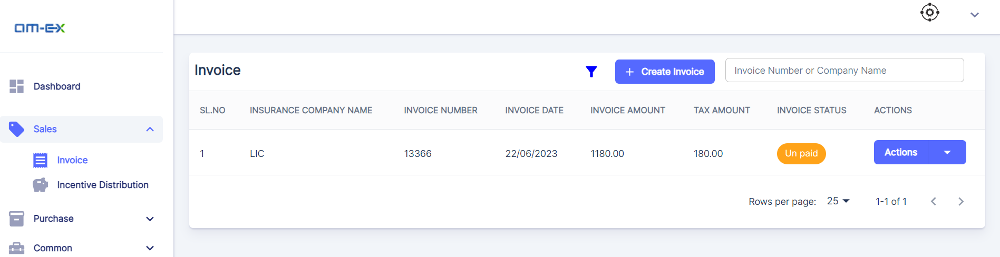 am-ex
Dashboard
Sales
Invoice
Incentive Distribution
Purchase
Common
Invoice
+ Create Invoice
Invoice Number or Company Name
SL.NO INSURANCE COMPANY NAME INVOICE NUMBER INVOICE DATE INVOICE AMOUNT TAX AMOUNT INVOICE STATUS ACTIONS
1 LIC 13366 22/06/2023 1180.00 180.00 Un paid Actions
Rows per page: 25 1-1 of 1